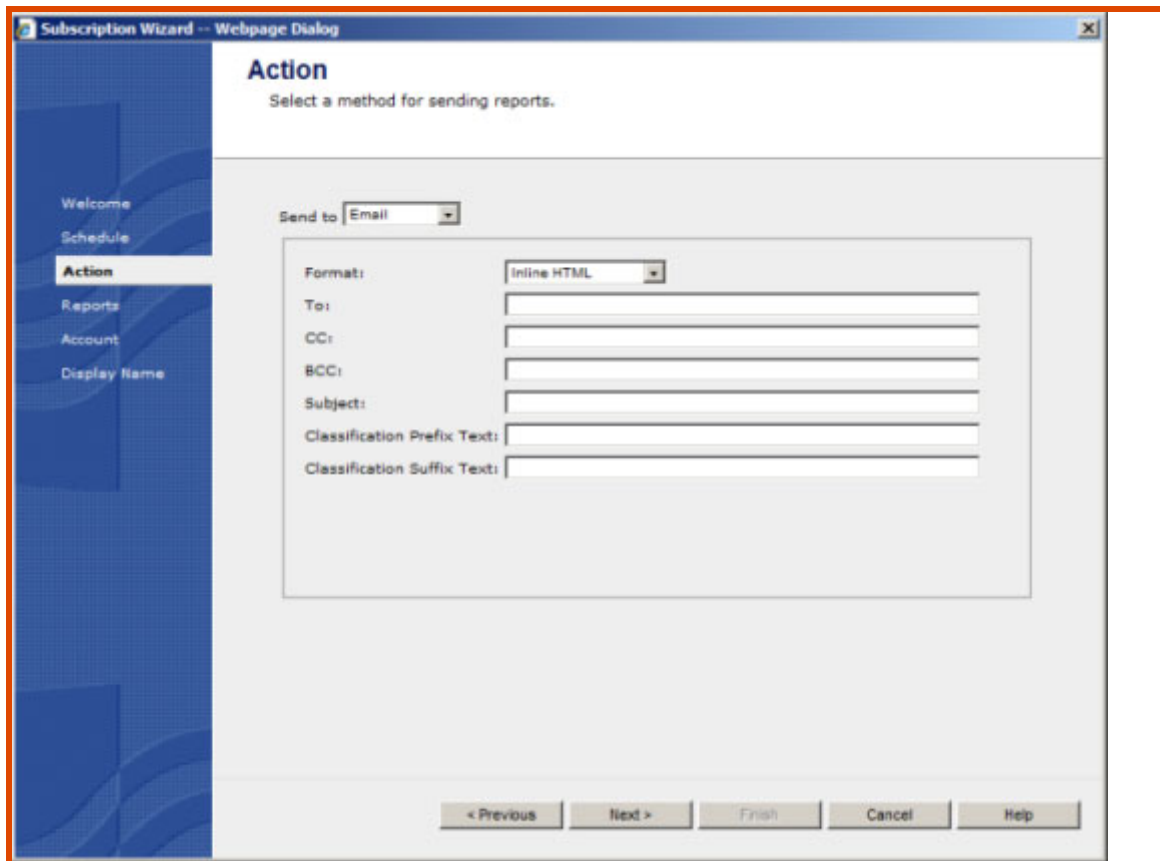 Subscription Wizard -- Webpage Dialog
Action
Select a method for sending reports.
Welcome
Schedule
Action
Reports
Account
Display Name
Send to Email
Format: Inline HTML
To:
CC:
BCC:
Subject:
Classification Prefix Text:
Classification Suffix Text:
< Previous Next > Finish Cancel Help